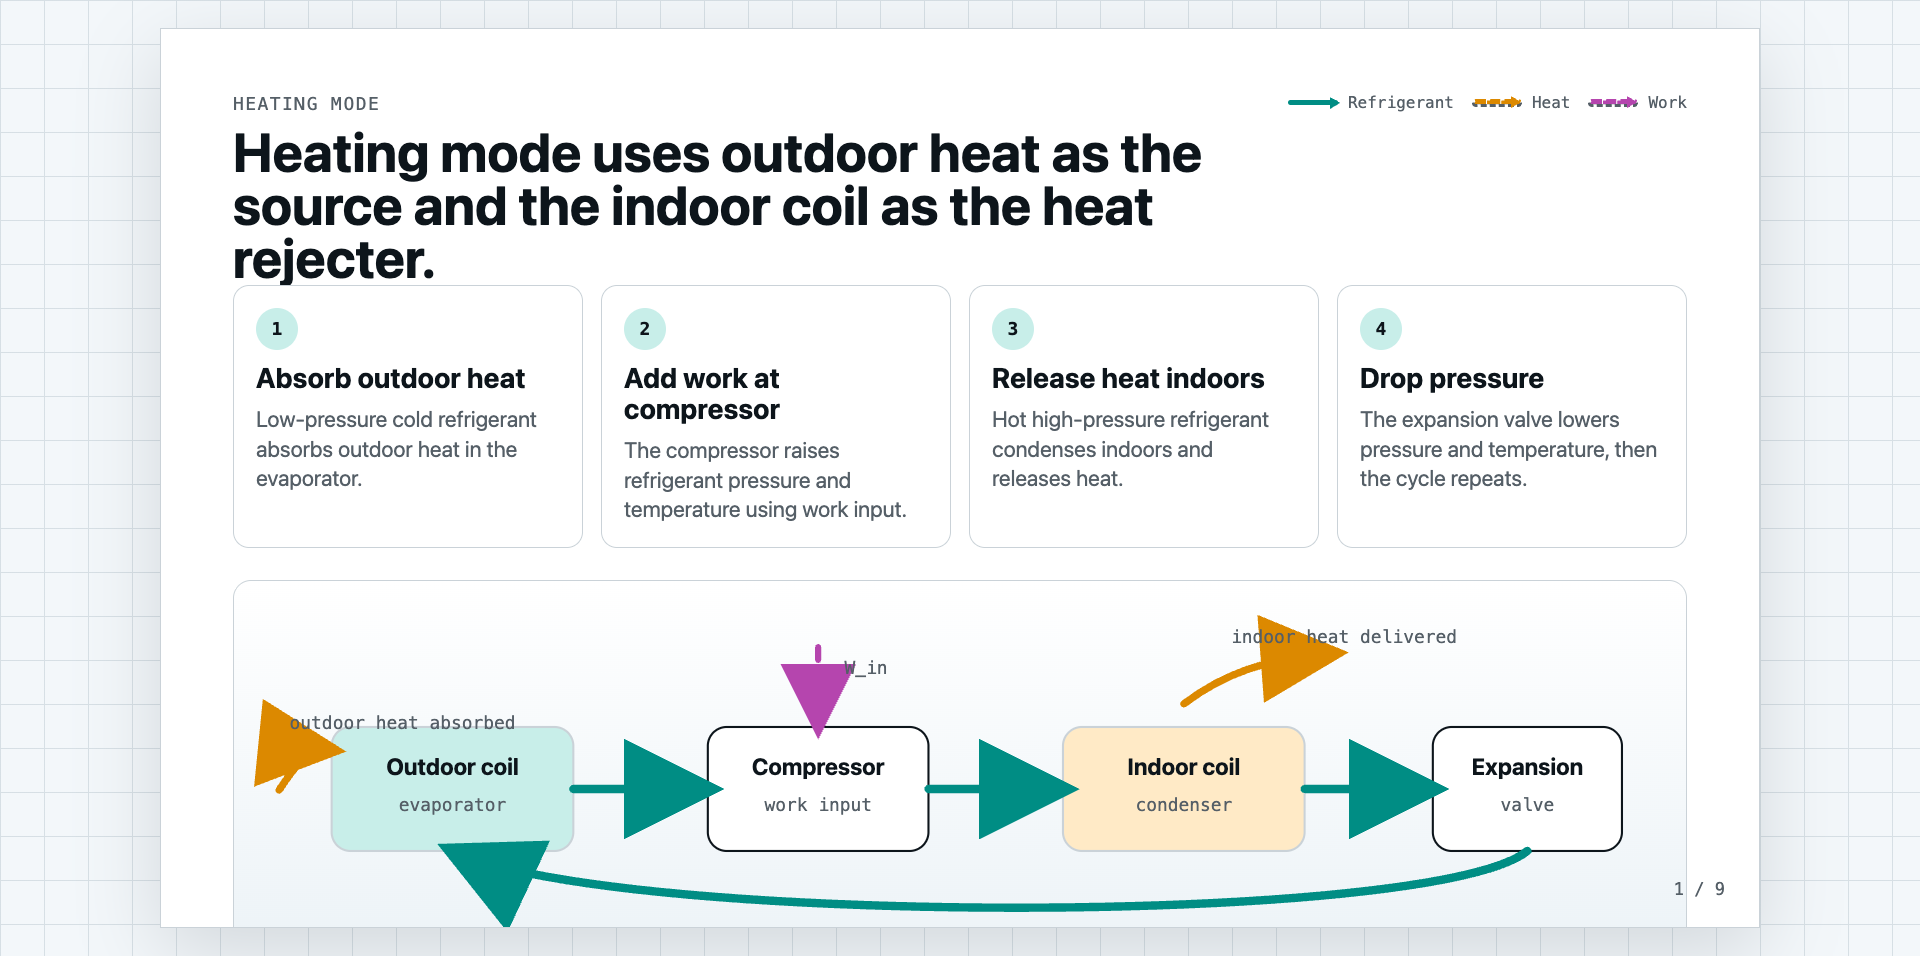 HEATING MODE
Refrigerant
Heat
Work
Heating mode uses outdoor heat as the
source and the indoor coil as the heat
rejecter.
1
Absorb outdoor heat
Low-pressure cold refrigerant
absorbs outdoor heat in the
evaporator.
2
Add work at
compressor
The compressor raises
refrigerant pressure and
temperature using work input.
3
Release heat indoors
Hot high-pressure refrigerant
condenses indoors and
releases heat.
4
Drop pressure
The expansion valve lowers
pressure and temperature, then
the cycle repeats.
outdoor heat absorbed
W_in
indoor heat delivered
Outdoor coil
evaporator
Compressor
work input
Indoor coil
condenser
Expansion
valve
1 / 9